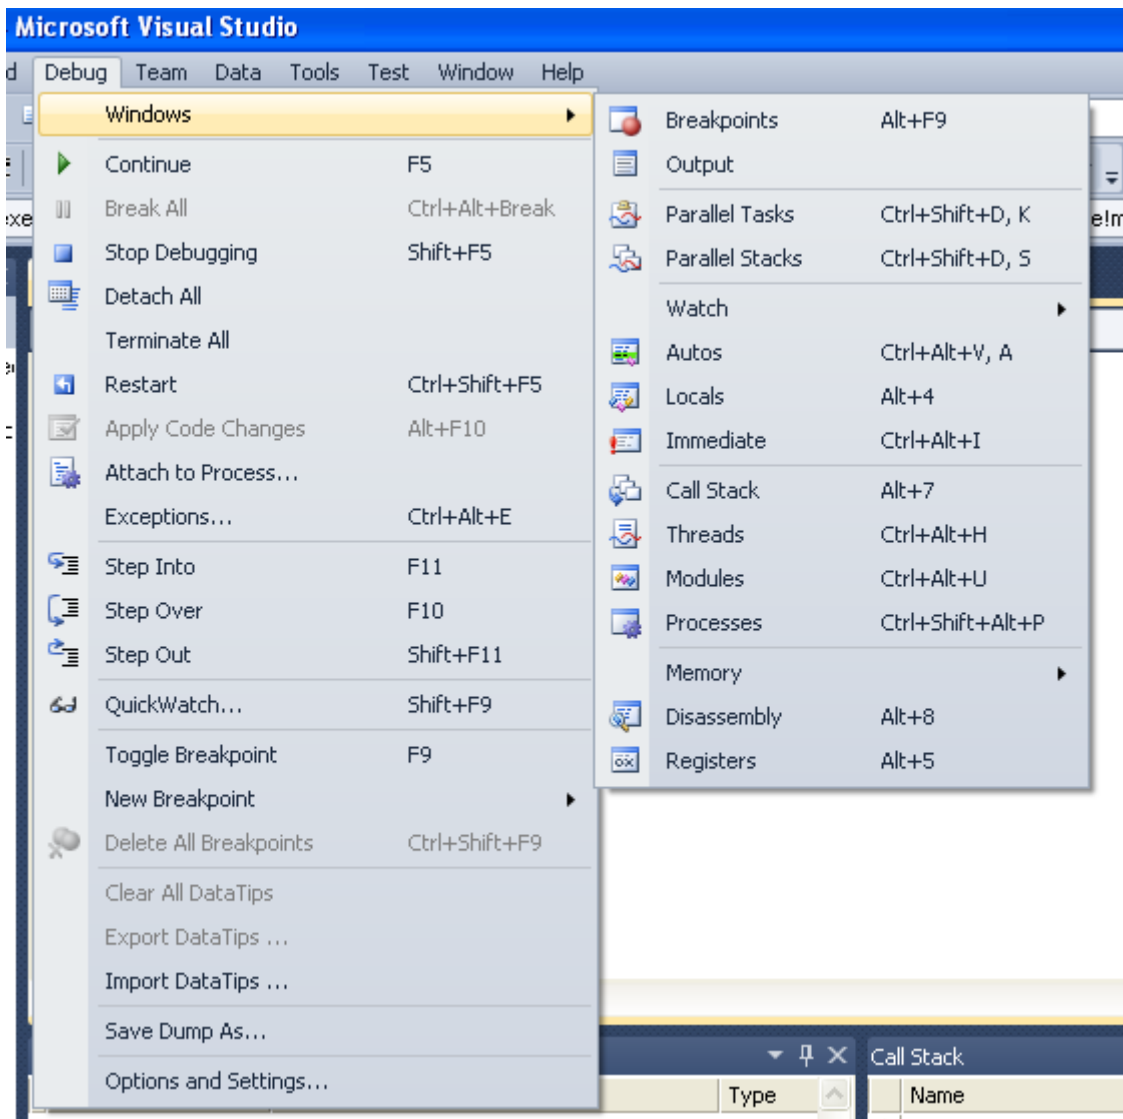 Microsoft Visual Studio
Debug Team Data Tools Test Window Help
Windows
Continue F5
Break All Ctrl+Alt+Break
Stop Debugging Shift+F5
Detach All
Terminate All
Restart Ctrl+Shift+F5
Apply Code Changes Alt+F10
Attach to Process...
Exceptions... Ctrl+Alt+E
Step Into F11
Step Over F10
Step Out Shift+F11
QuickWatch... Shift+F9
Toggle Breakpoint F9
New Breakpoint
Delete All Breakpoints Ctrl+Shift+F9
Clear All DataTips
Export DataTips ...
Import DataTips ...
Save Dump As...
Options and Settings...
Breakpoints Alt+F9
Output
Parallel Tasks Ctrl+Shift+D, K
Parallel Stacks Ctrl+Shift+D, S
Watch
Autos Ctrl+Alt+V, A
Locals Alt+4
Immediate Ctrl+Alt+I
Call Stack Alt+7
Threads Ctrl+Alt+H
Modules Ctrl+Alt+U
Processes Ctrl+Shift+Alt+P
Memory
Disassembly Alt+8
Registers Alt+5
Call Stack
Type
Name